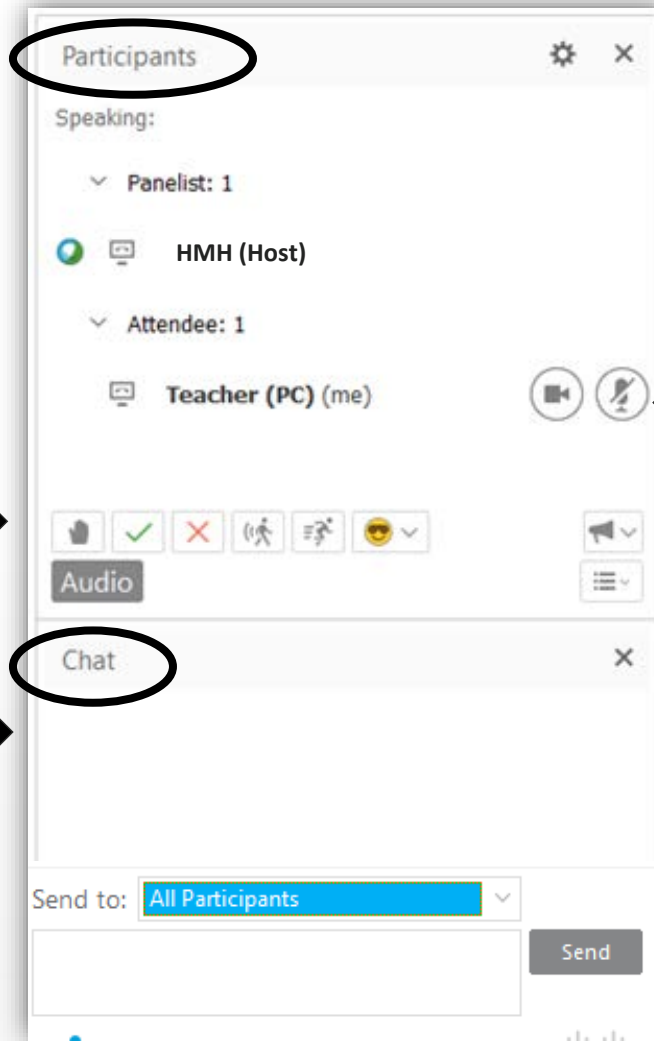 Participants
Speaking:
Panelist: 1
HMH (Host)
Attendee: 1
Teacher (PC) (me)
Audio
Chat
Send to: All Participants
Send